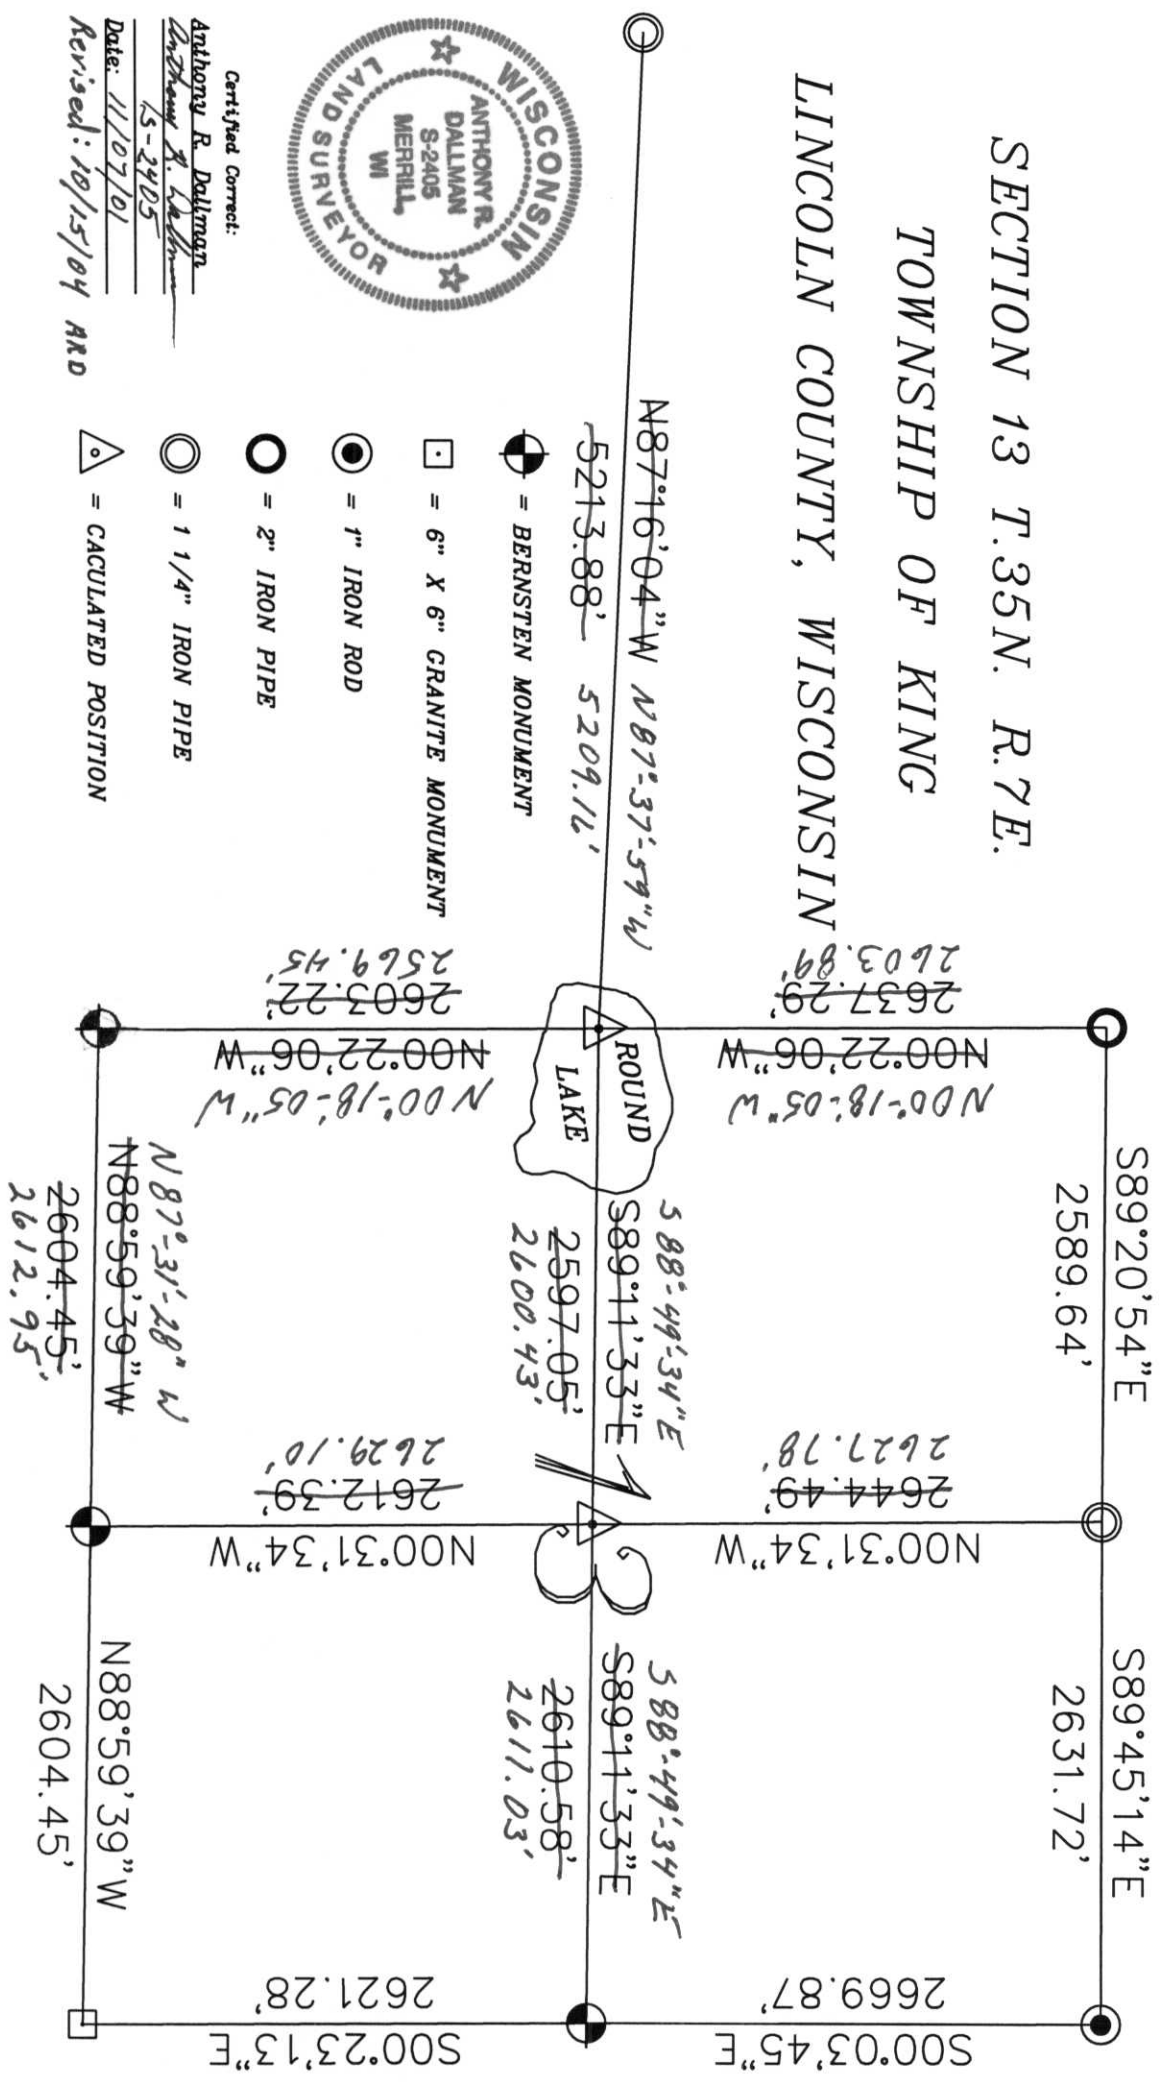 SECTION 13 T.35N. R.7E.
TOWNSHIP OF KING
LINCOLN COUNTY, WISCONSIN
N87°16'04"W N87°-37'-59"W
5213.88' 5209.16'
= BERNSTEN MONUMENT
= 6" X 6" GRANITE MONUMENT
= 1" IRON ROD
= 2" IRON PIPE
= 1 1/4" IRON PIPE
= CACULATED POSITION
WISCONSIN
ANTHONY R.
DALLMAN
S-2405
MERRILL,
WI
LAND SURVEYOR
Certified Correct:
Anthony R. Dallman
Anthony R. Dallman
LS-2405
Date: 11/07/01
Revised: 10/15/04 ARD
S89°20'54"E
2589.64'
S89°45'14"E
2631.72'
2603.89'
2637.29'
N00°22'06"W
N00°-18'-05"W
2627.78'
2644.49'
N00°31'34"W
2669.87'
S00°03'45"E
ROUND
LAKE
S88°-49'-34"E
S89°11'33"E
2597.05'
2600.43'
13
S88°-49'-34"E
S89°11'33"E
2610.58'
2611.03'
2569.45'
2603.22'
N00°22'06"W
N00°-18'-05"W
2629.10'
2612.39'
N00°31'34"W
2621.28'
S00°23'13"E
N87°-31'-28"W
N88°59'39"W
2604.45'
2612.95'
N88°59'39"W
2604.45'